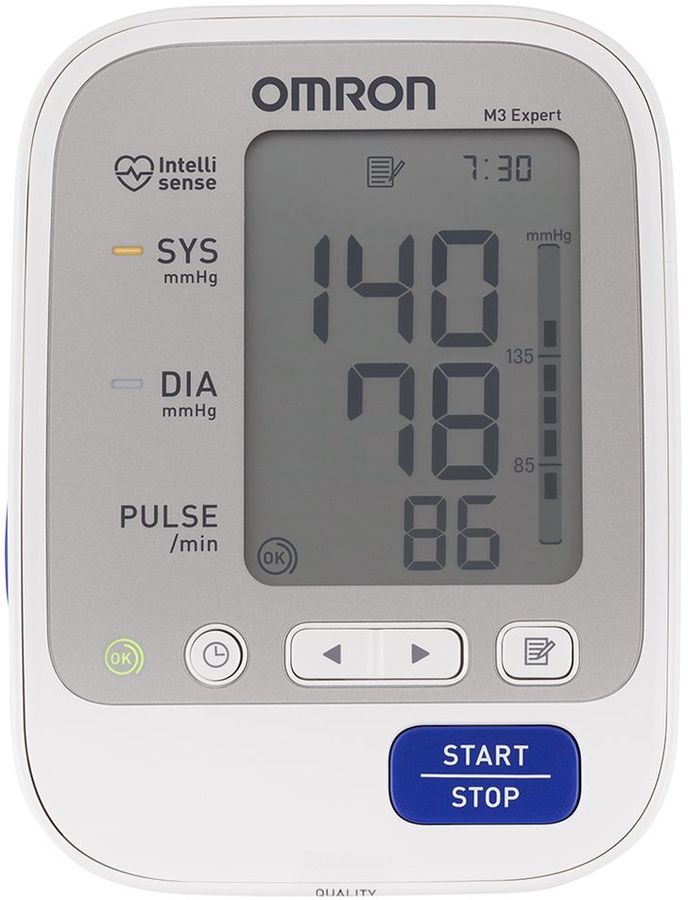 OMRON
M3 Expert
Intelli
sense
7:30
SYS
mmHg
140
mmHg
135
DIA
mmHg
78
85
PULSE
/min
86
OK
OK
START
STOP
QUALITY